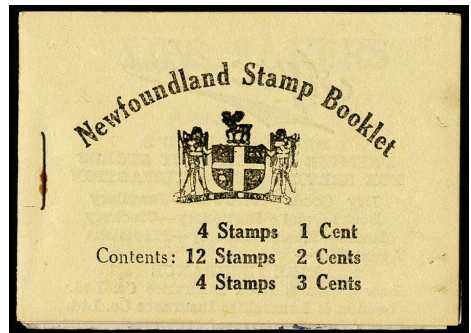 Newfoundland Stamp Booklet
4 Stamps 1 Cent
Contents: 12 Stamps 2 Cents
4 Stamps 3 Cents